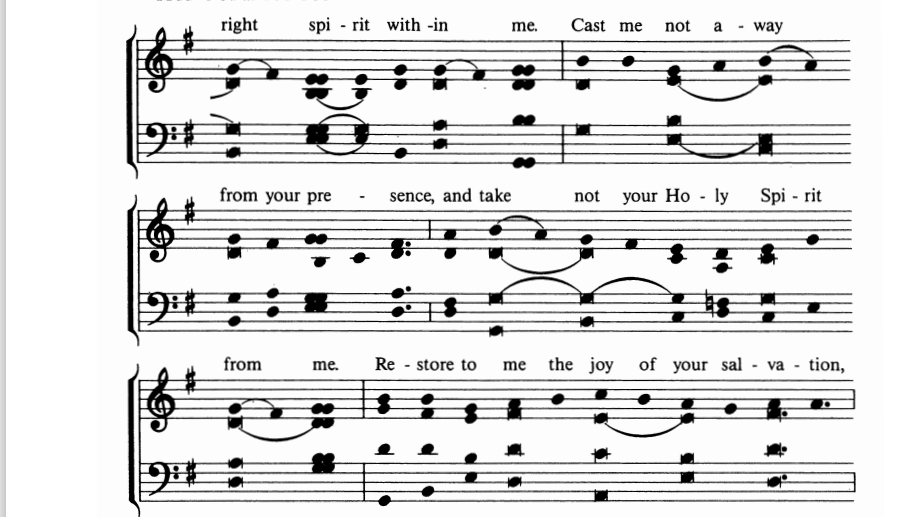 right spi - rit with - in me. Cast me not a - way
from your pre - sence, and take not your Ho - ly Spi - rit
from me. Re - store to me the joy of your sal - va - tion,